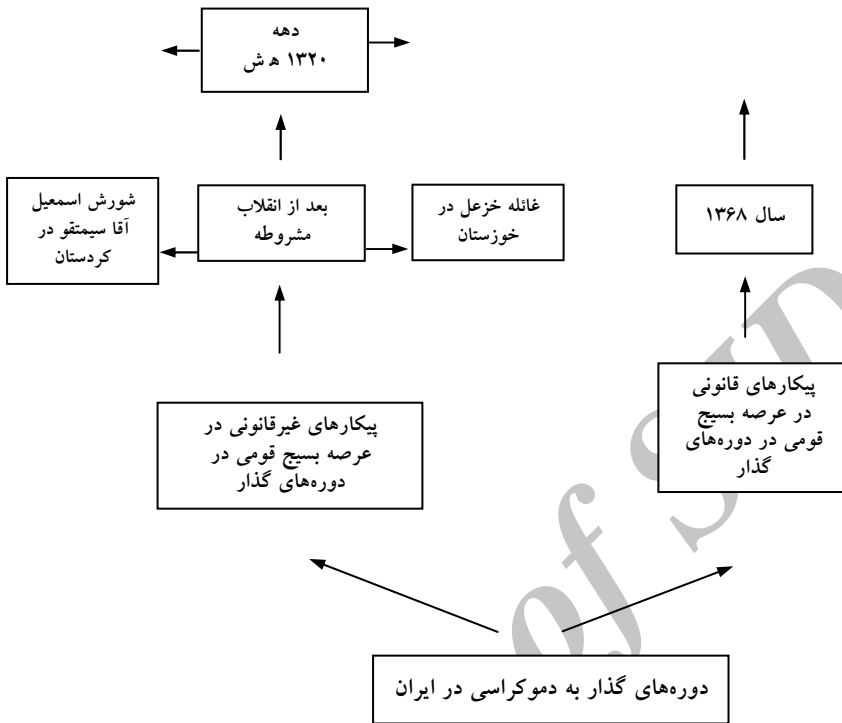 دهه
۱۳۲۰ ه ش
شورش اسمعیل
آقا سیمتقو در
کردستان
بعد از انقلاب
مشروطه
غائله خزعل در
خوزستان
سال ۱۳۶۸
پیکارهای غیرقانونی در
عرصه بسیج قومی در
دوره‌های گذار
پیکارهای قانونی
در عرصه بسیج
قومی در دوره‌های
گذار
دوره‌های گذار به دموکراسی در ایران
of SID